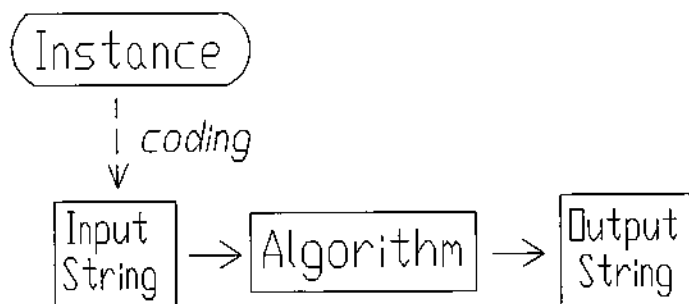 Instance
coding
Input
String
Algorithm
Output
String